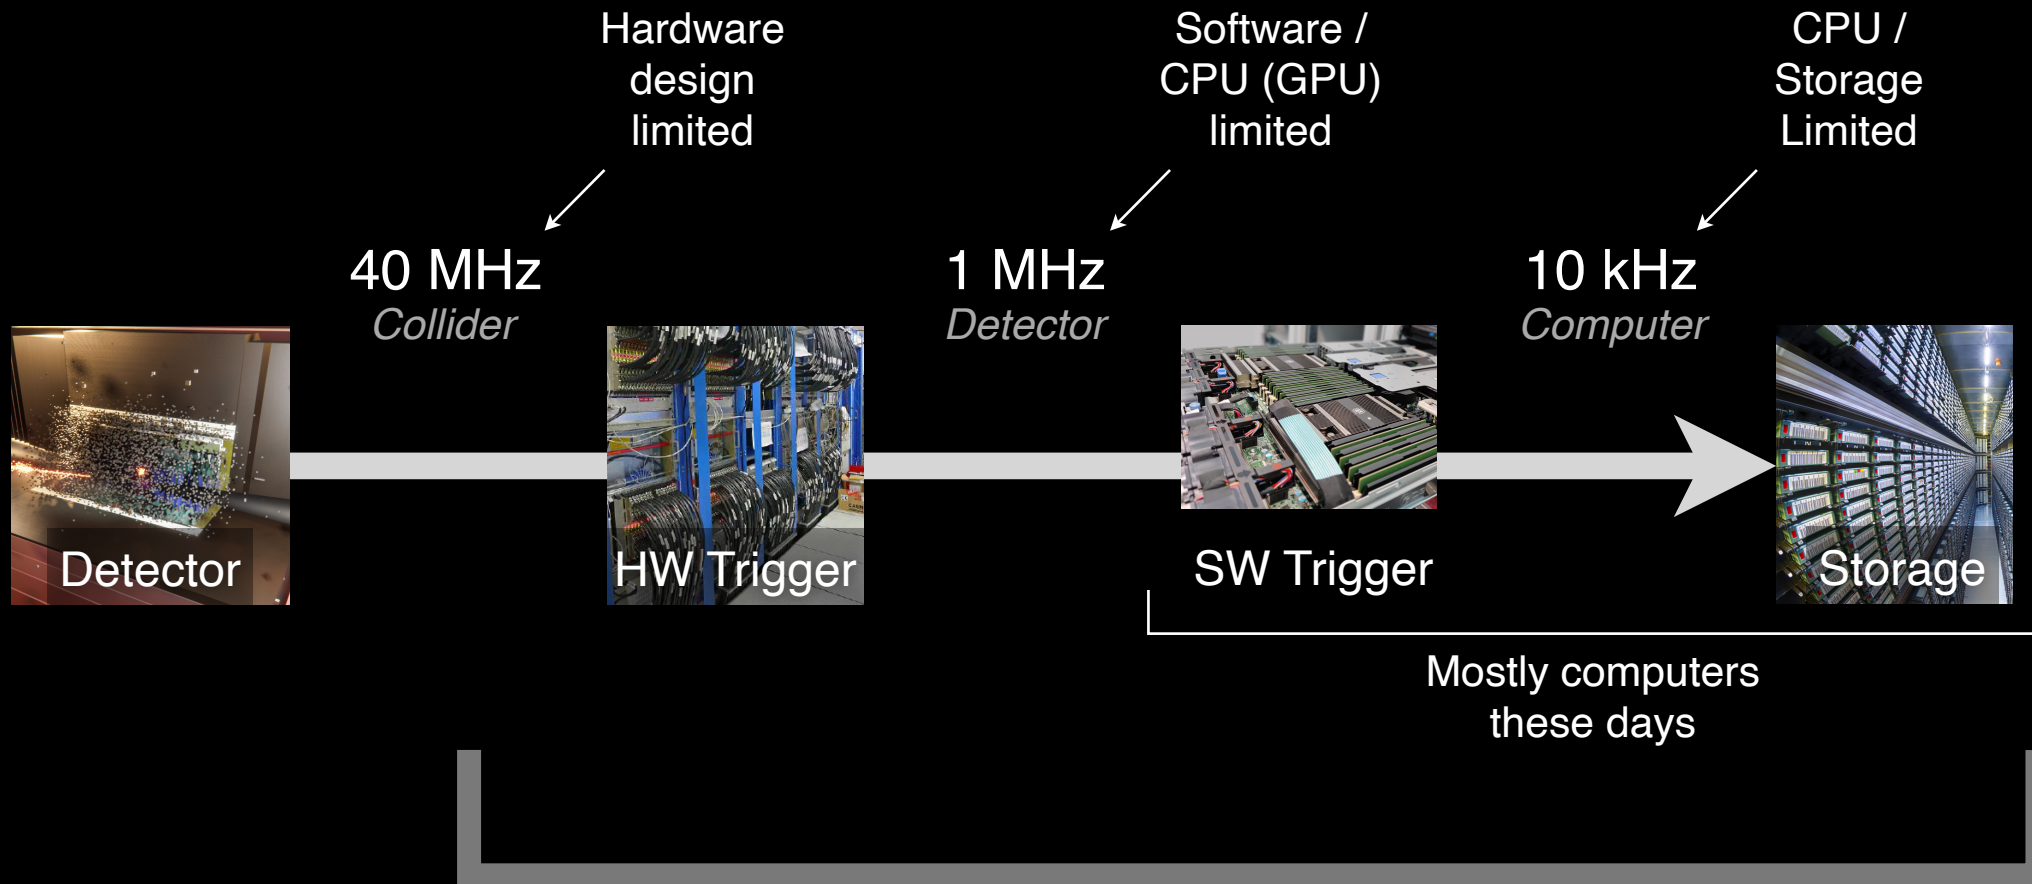 Hardware
design
limited
Software /
CPU (GPU)
limited
CPU /
Storage
Limited
40 MHz
Collider
1 MHz
Detector
10 kHz
Computer
Detector
HW Trigger
SW Trigger
Storage
Mostly computers
these days